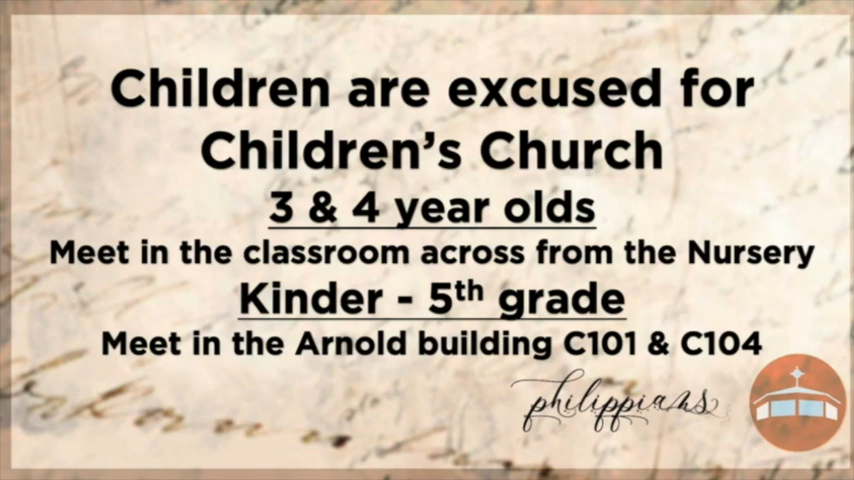 Children are excused for
Children’s Church
3 & 4 year olds
Meet in the classroom across from the Nursery
Kinder - 5th grade
Meet in the Arnold building C101 & C104
philippians